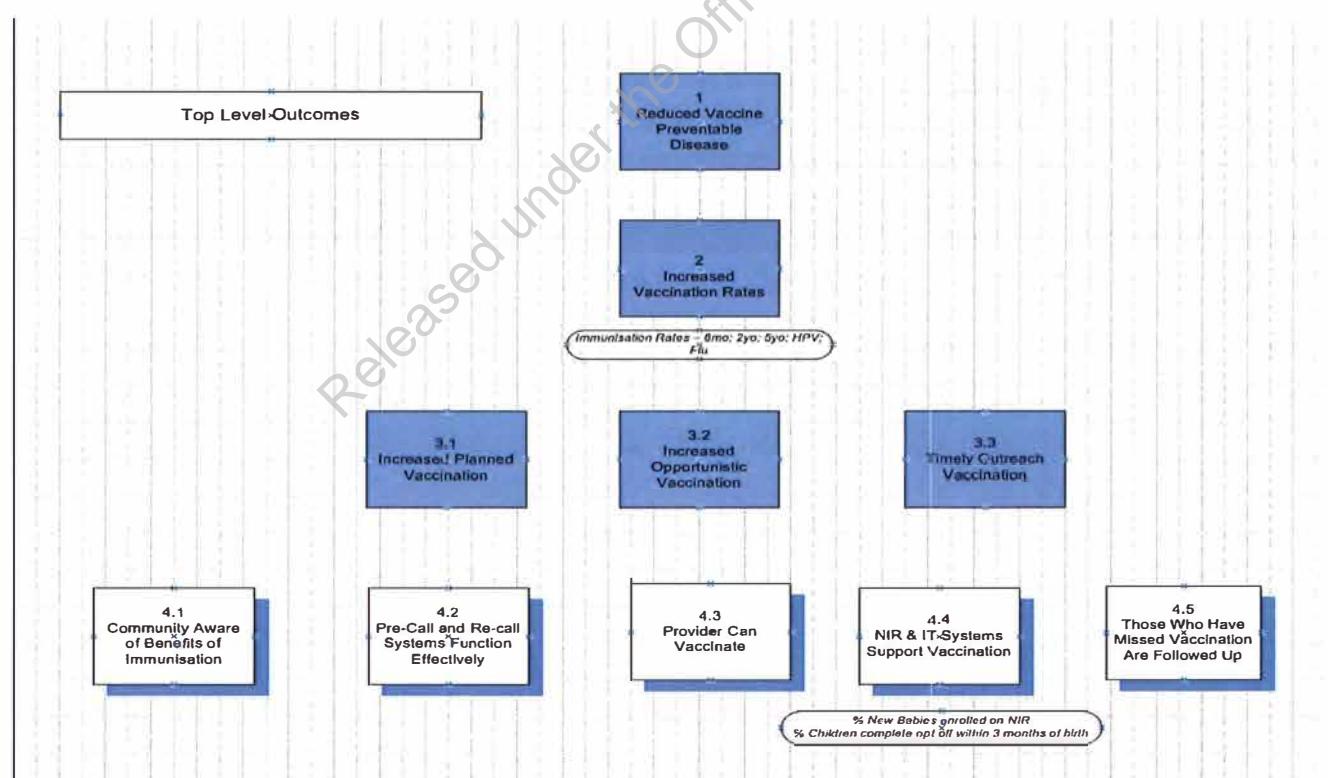 Released under the Offi
Top Level Outcomes
1
Reduced Vaccine
Preventable
Disease
2
Increased
Vaccination Rates
Immunisation Rates – 6mo; 2yo; 5yo; HPV;
Flu
3.1
Increased Planned
Vaccination
3.2
Increased
Opportunistic
Vaccination
3.3
Timely Outreach
Vaccination
4.1
Community Aware
of Benefits of
Immunisation
4.2
Pre-Call and Re-call
Systems Function
Effectively
4.3
Provider Can
Vaccinate
4.4
NIR & IT Systems
Support Vaccination
4.5
Those Who Have
Missed Vaccination
Are Followed Up
% New Babies enrolled on NIR
% Children complete opt off within 3 months of birth